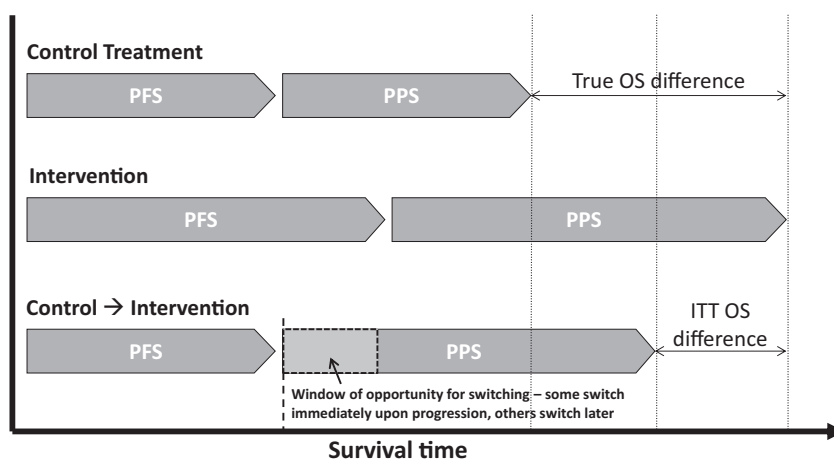 Control Treatment
PFS
PPS
True OS difference
Intervention
PFS
PPS
Control → Intervention
PFS
PPS
ITT OS
difference
Window of opportunity for switching – some switch
immediately upon progression, others switch later
Survival time